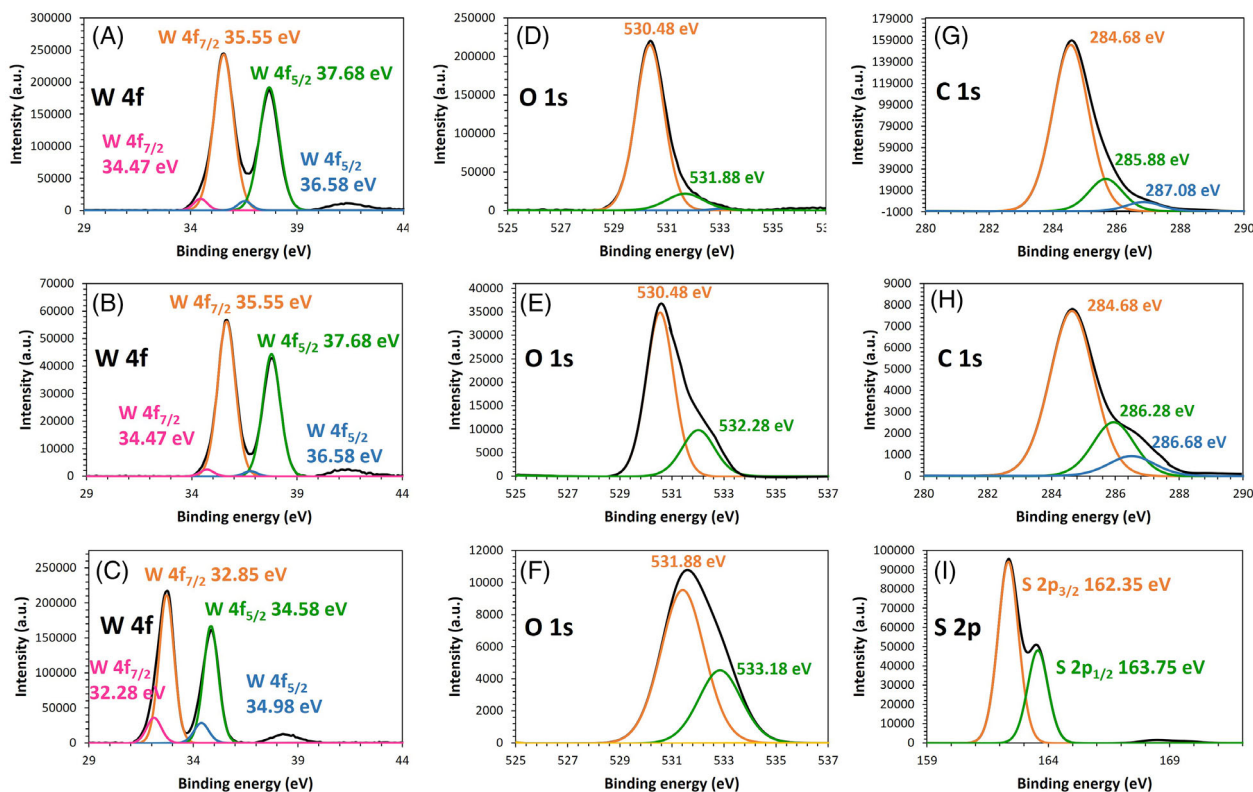 (A)
W 4f7/2 35.55 eV
W 4f5/2 37.68 eV
W 4f
W 4f7/2
34.47 eV
W 4f5/2
36.58 eV
Intensity (a.u.)
300000
250000
200000
150000
100000
50000
0
29 34 39 44
Binding energy (eV)
(D)
530.48 eV
O 1s
531.88 eV
Intensity (a.u.)
250000
200000
150000
100000
50000
0
525 527 529 531 533 535 53
Binding energy (eV)
(G)
284.68 eV
C 1s
285.88 eV
287.08 eV
Intensity (a.u.)
179000
159000
139000
119000
99000
79000
59000
39000
19000
-1000
280 282 284 286 288 290
Binding energy (eV)
(B)
W 4f7/2 35.55 eV
W 4f
W 4f5/2 37.68 eV
W 4f7/2
34.47 eV
W 4f5/2
36.58 eV
Intensity (a.u.)
70000
60000
50000
40000
30000
20000
10000
0
29 34 39 44
Binding energy (eV)
(E)
530.48 eV
O 1s
532.28 eV
Intensity (a.u.)
40000
35000
30000
25000
20000
15000
10000
5000
0
525 527 529 531 533 535 537
Binding energy (eV)
(H)
284.68 eV
C 1s
286.28 eV
286.68 eV
Intensity (a.u.)
9000
8000
7000
6000
5000
4000
3000
2000
1000
0
280 282 284 286 288 290
Binding energy (eV)
(C)
W 4f7/2 32.85 eV
W 4f5/2 34.58 eV
W 4f
W 4f7/2
32.28 eV
W 4f5/2
34.98 eV
Intensity (a.u.)
250000
200000
150000
100000
50000
0
29 34 39 44
Binding energy (eV)
(F)
531.88 eV
O 1s
533.18 eV
Intensity (a.u.)
12000
10000
8000
6000
4000
2000
0
525 527 529 531 533 535 537
Binding energy (eV)
(I)
S 2p3/2 162.35 eV
S 2p
S 2p1/2 163.75 eV
Intensity (a.u.)
100000
90000
80000
70000
60000
50000
40000
30000
20000
10000
0
159 164 169
Binding energy (eV)